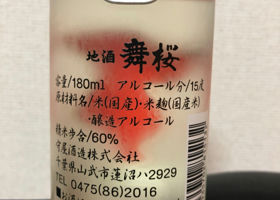 地酒 舞桜
容量/180ml アルコール分/15度
原材料名/米(国産)・米麹(国産米)
・醸造アルコール
精米歩合/60%
守屋酒造株式会社
千葉県山武市蓮沼ハ2929
TEL 0475(86)2016